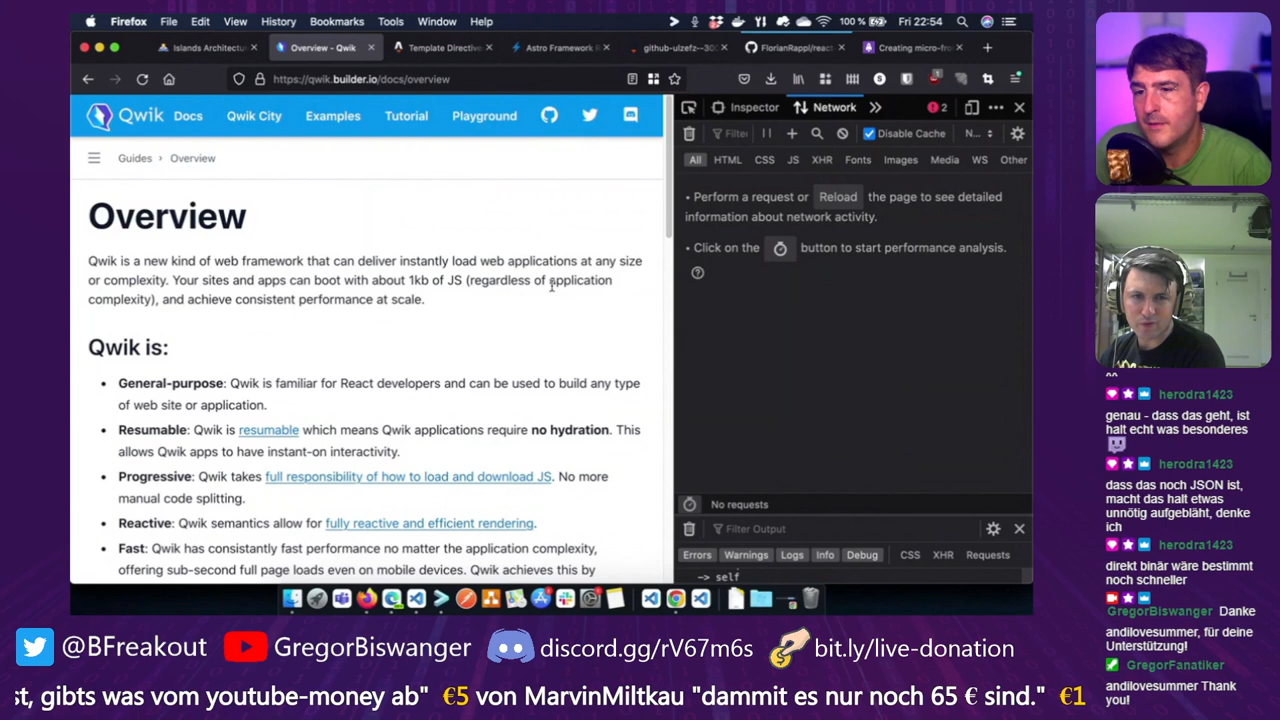 Firefox File Edit View History Bookmarks Tools Window Help
100 % Fri 22:54
Islands Architectu
Overview - Qwik
Template Directive
Astro Framework
github-ulzefz--300
FlorianRappl/react
Creating micro-fro
https://qwik.builder.io/docs/overview
Qwik Docs Qwik City Examples Tutorial Playground
Guides > Overview
Overview
Qwik is a new kind of web framework that can deliver instantly load web applications at any size
or complexity. Your sites and apps can boot with about 1kb of JS (regardless of application
complexity), and achieve consistent performance at scale.
Qwik is:
• General-purpose: Qwik is familiar for React developers and can be used to build any type
of web site or application.
• Resumable: Qwik is resumable which means Qwik applications require no hydration. This
allows Qwik apps to have instant-on interactivity.
• Progressive: Qwik takes full responsibility of how to load and download JS. No more
manual code splitting.
• Reactive: Qwik semantics allow for fully reactive and efficient rendering.
• Fast: Qwik has consistantly fast performance no matter the application complexity,
offering sub-second full page loads even on mobile devices. Qwik achieves this by
Inspector Network 2
Filter Disable Cache N...
All HTML CSS JS XHR Fonts Images Media WS Other
• Perform a request or Reload the page to see detailed
information about network activity.
• Click on the button to start performance analysis.
No requests
Filter Output
Errors Warnings Logs Info Debug CSS XHR Requests
-> self
herodra1423
genau - dass das geht, ist
halt echt was besonderes
herodra1423
dass das noch JSON ist,
macht das halt etwas
unnötig aufgebläht, denke
ich
herodra1423
direkt binär wäre bestimmt
noch schneller
GregorBiswanger Danke
andilovesummer, für deine
Unterstützung!
GregorFanatiker
andilovesummer Thank
you!
@BFreakout GregorBiswanger discord.gg/rV67m6s bit.ly/live-donation
st, gibts was vom youtube-money ab" €5 von MarvinMiltkau "dammit es nur noch 65 € sind." €1